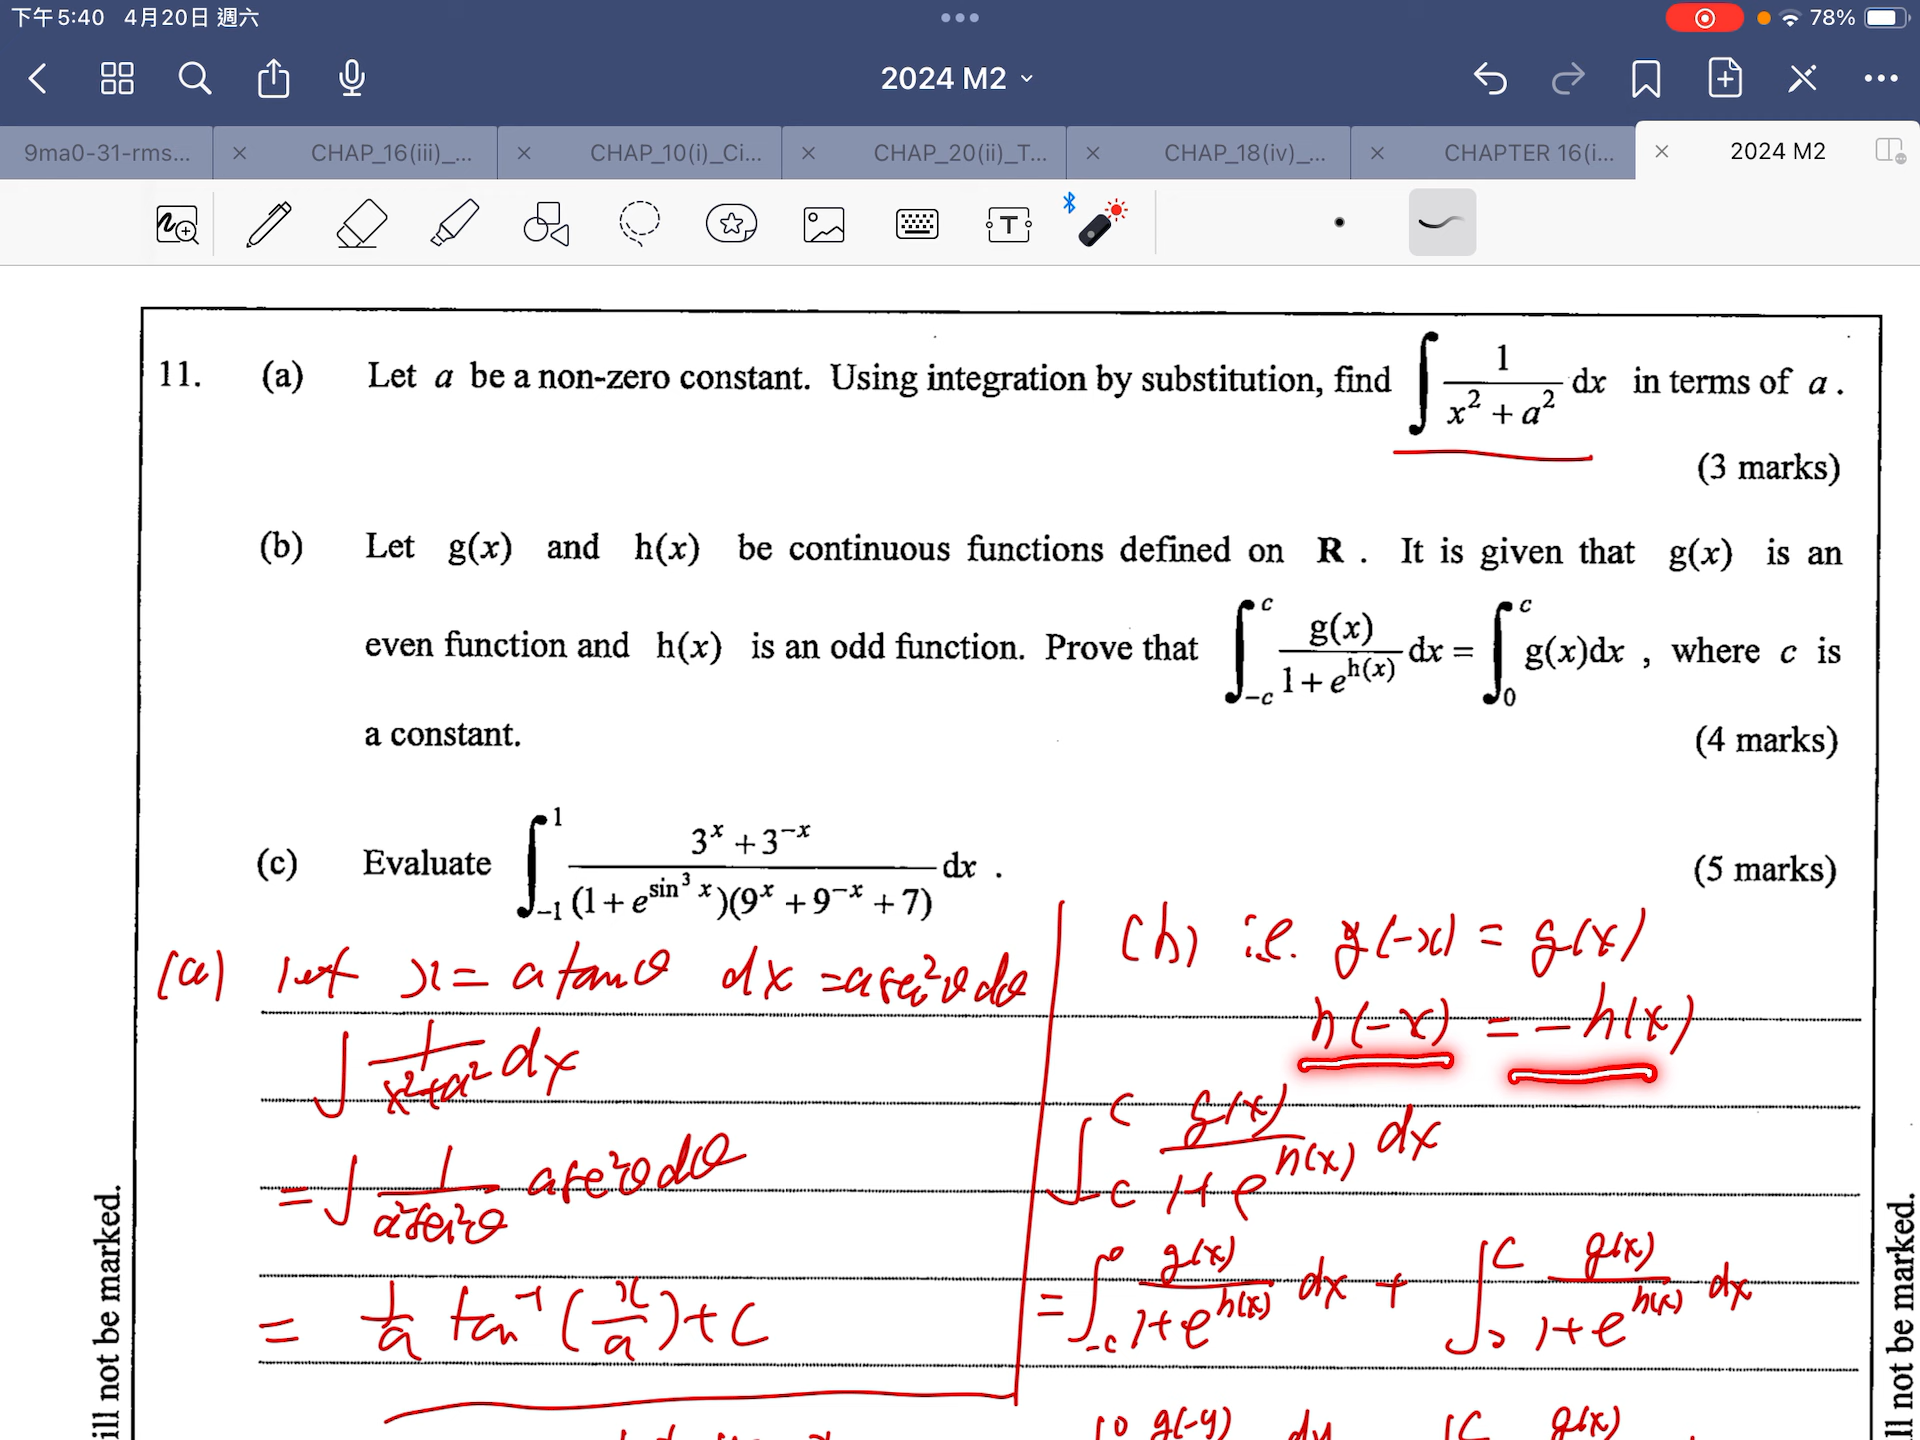 下午5:40 4月20日 週六
78%
2024 M2
9ma0-31-rms...
CHAP_16(iii)_...
CHAP_10(i)_Ci...
CHAP_20(ii)_T...
CHAP_18(iv)_...
CHAPTER 16(i...
2024 M2
11. (a) Let a be a non-zero constant. Using integration by substitution, find ∫ 1/(x² + a²) dx in terms of a .
(3 marks)
(b) Let g(x) and h(x) be continuous functions defined on R . It is given that g(x) is an
even function and h(x) is an odd function. Prove that ∫_{-c}^{c} g(x)/(1+e^{h(x)}) dx = ∫_0^c g(x)dx , where c is
a constant. (4 marks)
(c) Evaluate ∫_{-1}^{1} (3^x + 3^{-x})/((1+e^{sin³ x})(9^x + 9^{-x} + 7)) dx . (5 marks)
(a) let x = a tanθ dx = a sec²θ dθ
∫ 1/(x²+a²) dx
= ∫ 1/(a² sec²θ) a sec²θ dθ
= 1/a tan⁻¹ (x/a) + C
(b) i.e. g(-x) = g(x)
h(-x) = -h(x)
∫_{-c}^{c} g(x)/(1+e^{h(x)}) dx
= ∫_{-c}^{0} g(x)/(1+e^{h(x)}) dx + ∫_0^c g(x)/(1+e^{h(x)}) dx
g(-y) dy g(x)
ill not be marked.
ll not be marked.